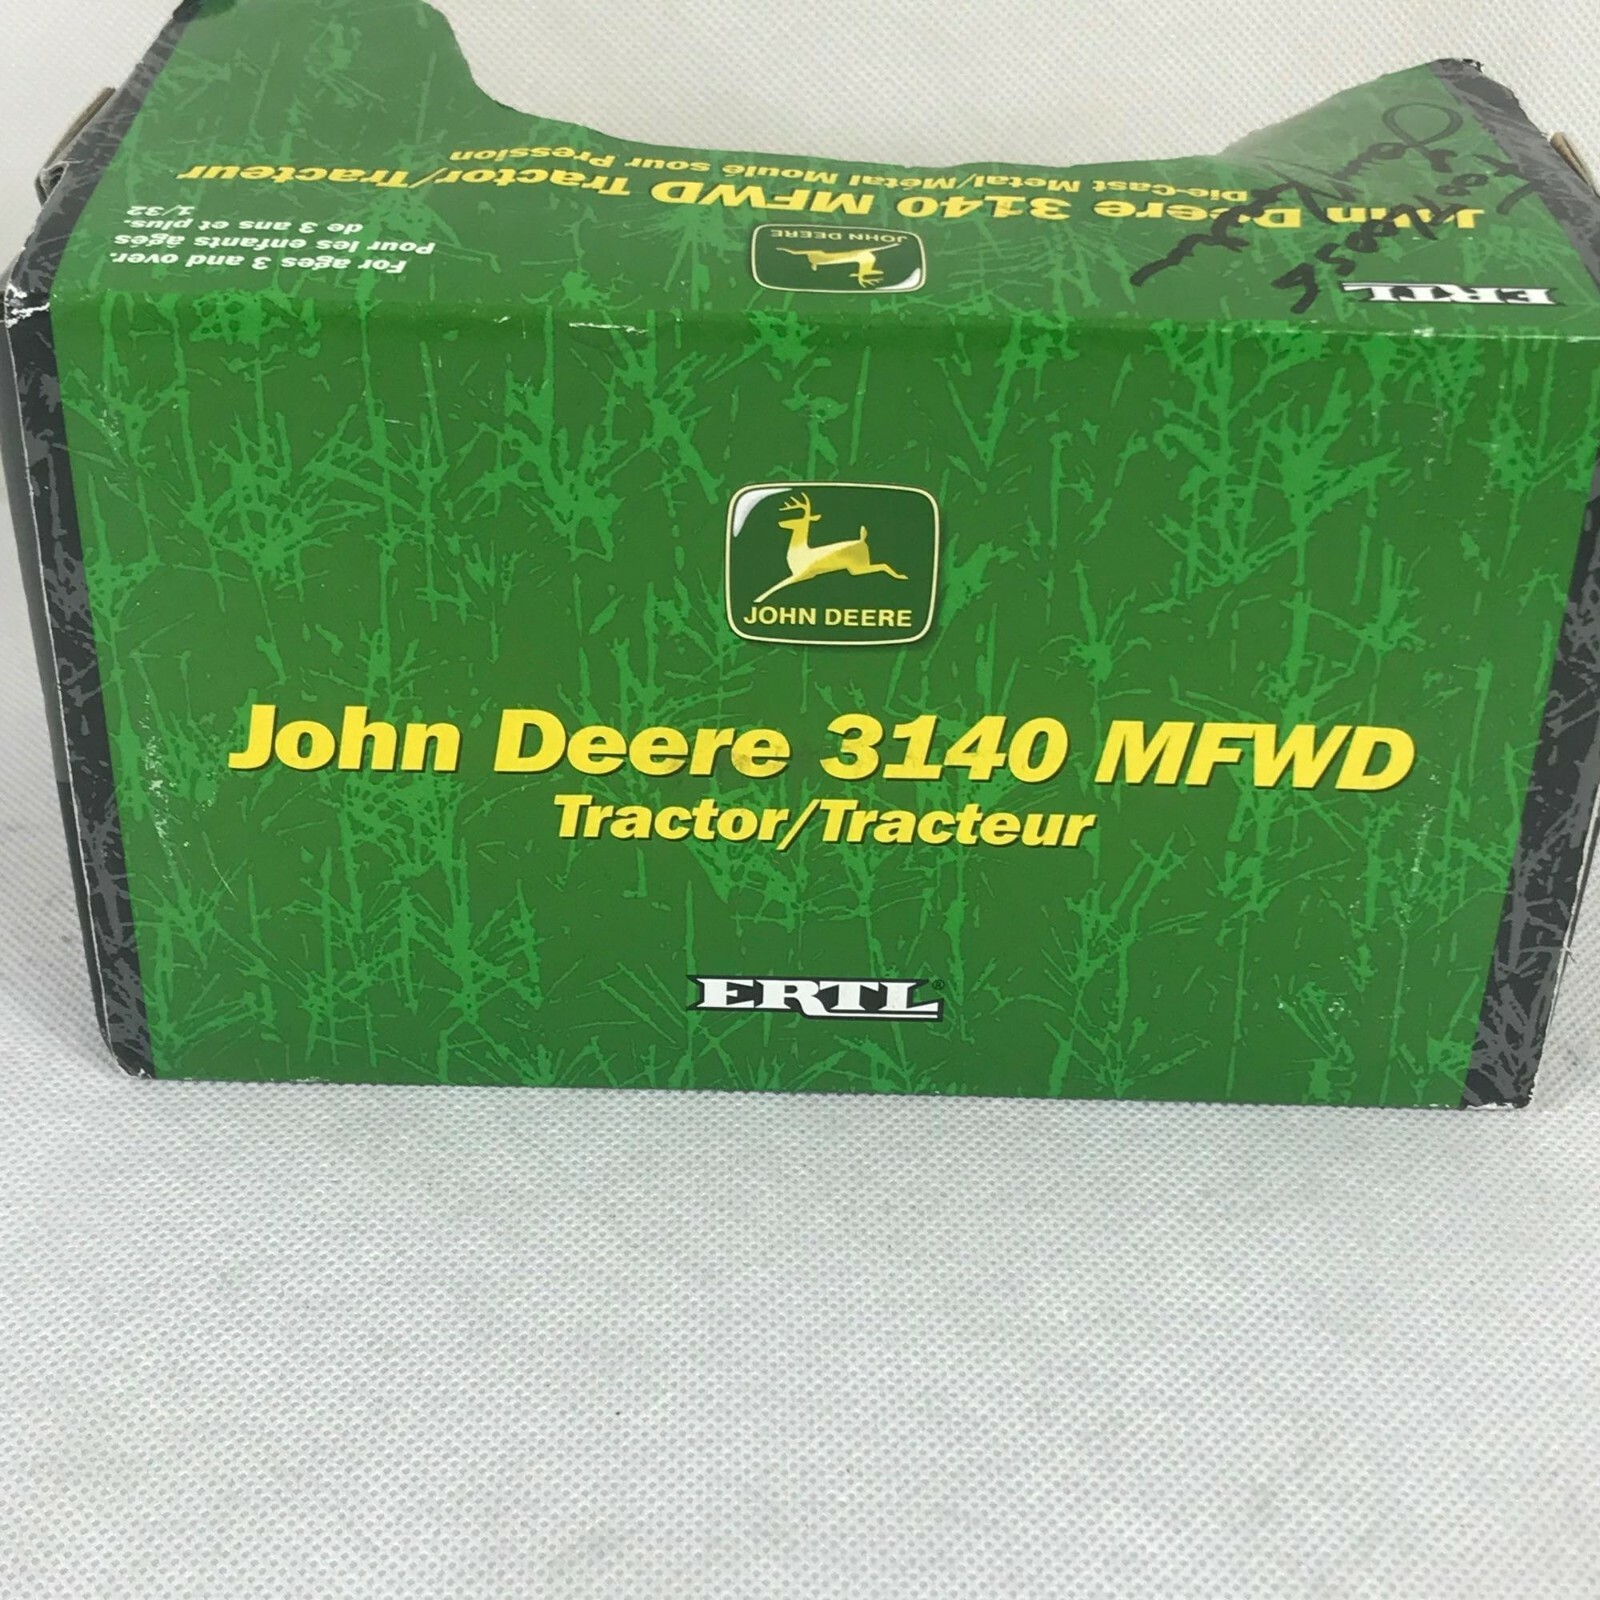 John Deere 3140 MFWD Tractor/Tracteur
Die-Cast Metal/Métal Moulé sour Pression
JOHN DEERE
ERTL
For ages 3 and over.
Pour les enfants âgés
de 3 ans et plus.
1/32
JOHN DEERE
John Deere 3140 MFWD
Tractor/Tracteur
ERTL®